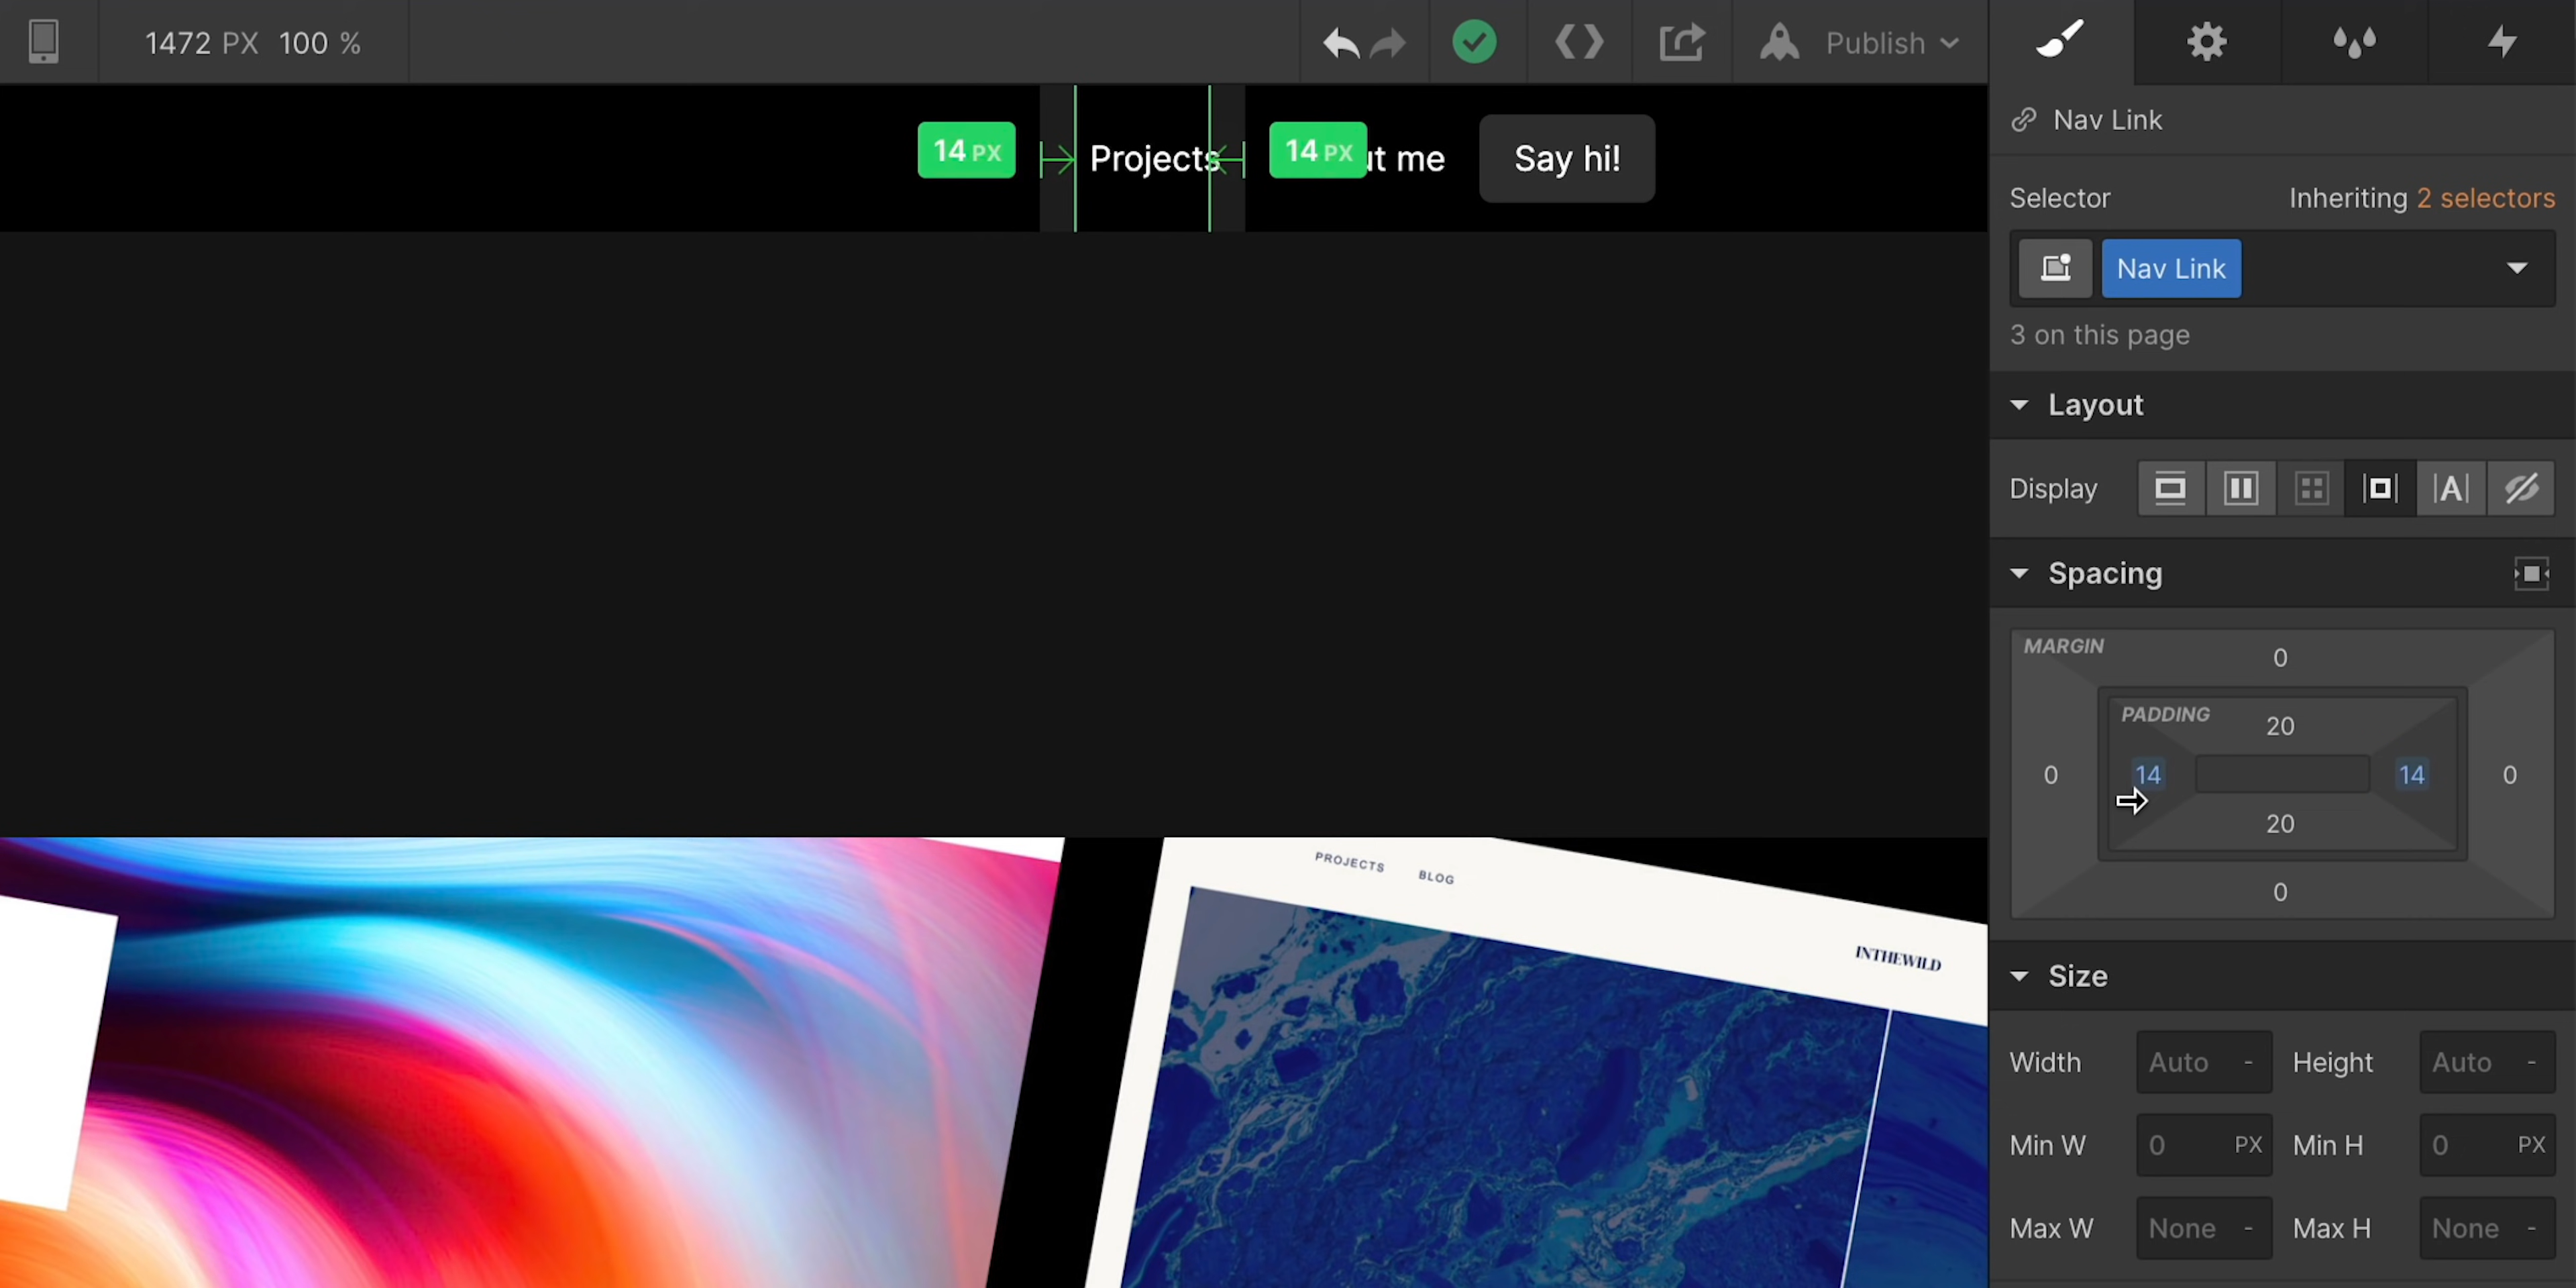 1472 PX 100 %
Publish
Nav Link
14 PX
Projects
14 PX
ut me
Say hi!
Selector
Inheriting 2 selectors
Nav Link
3 on this page
Layout
Display
A
Spacing
MARGIN
0
PADDING
20
0
14
14
0
20
0
PROJECTS
BLOG
INTHEWILD
Size
Width Auto - Height Auto -
Min W 0 PX Min H 0 PX
Max W None - Max H None -